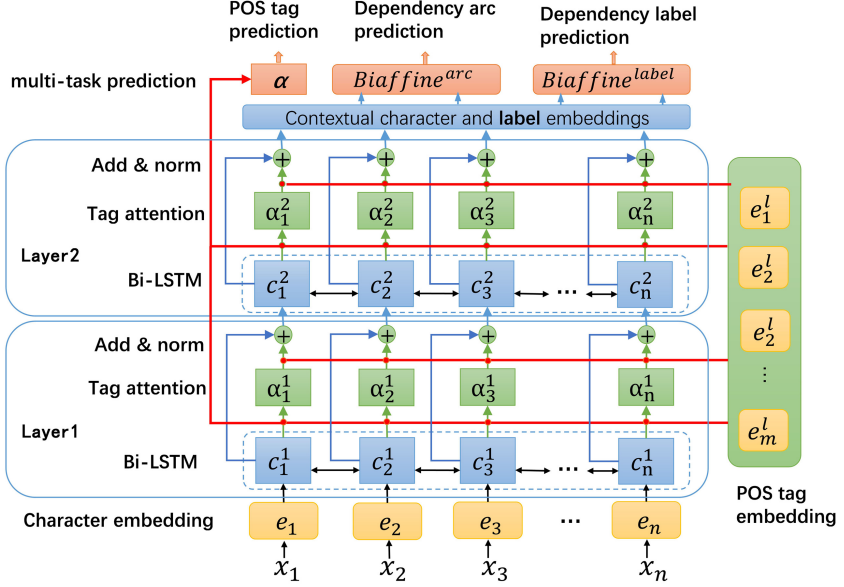 POS tag prediction
Dependency arc prediction
Dependency label prediction
multi-task prediction
α
Biaffine^{arc}
Biaffine^{label}
Contextual character and label embeddings
Add & norm
+ + + +
Tag attention
α_1^2 α_2^2 α_3^2 α_n^2
Layer2
Bi-LSTM
c_1^2 c_2^2 c_3^2 ... c_n^2
Add & norm
+ + + +
Tag attention
α_1^1 α_2^1 α_3^1 α_n^1
Layer1
Bi-LSTM
c_1^1 c_2^1 c_3^1 ... c_n^1
Character embedding
e_1 e_2 e_3 ... e_n
x_1 x_2 x_3 x_n
e_1^l
e_2^l
e_2^l
⋮
e_m^l
POS tag
embedding